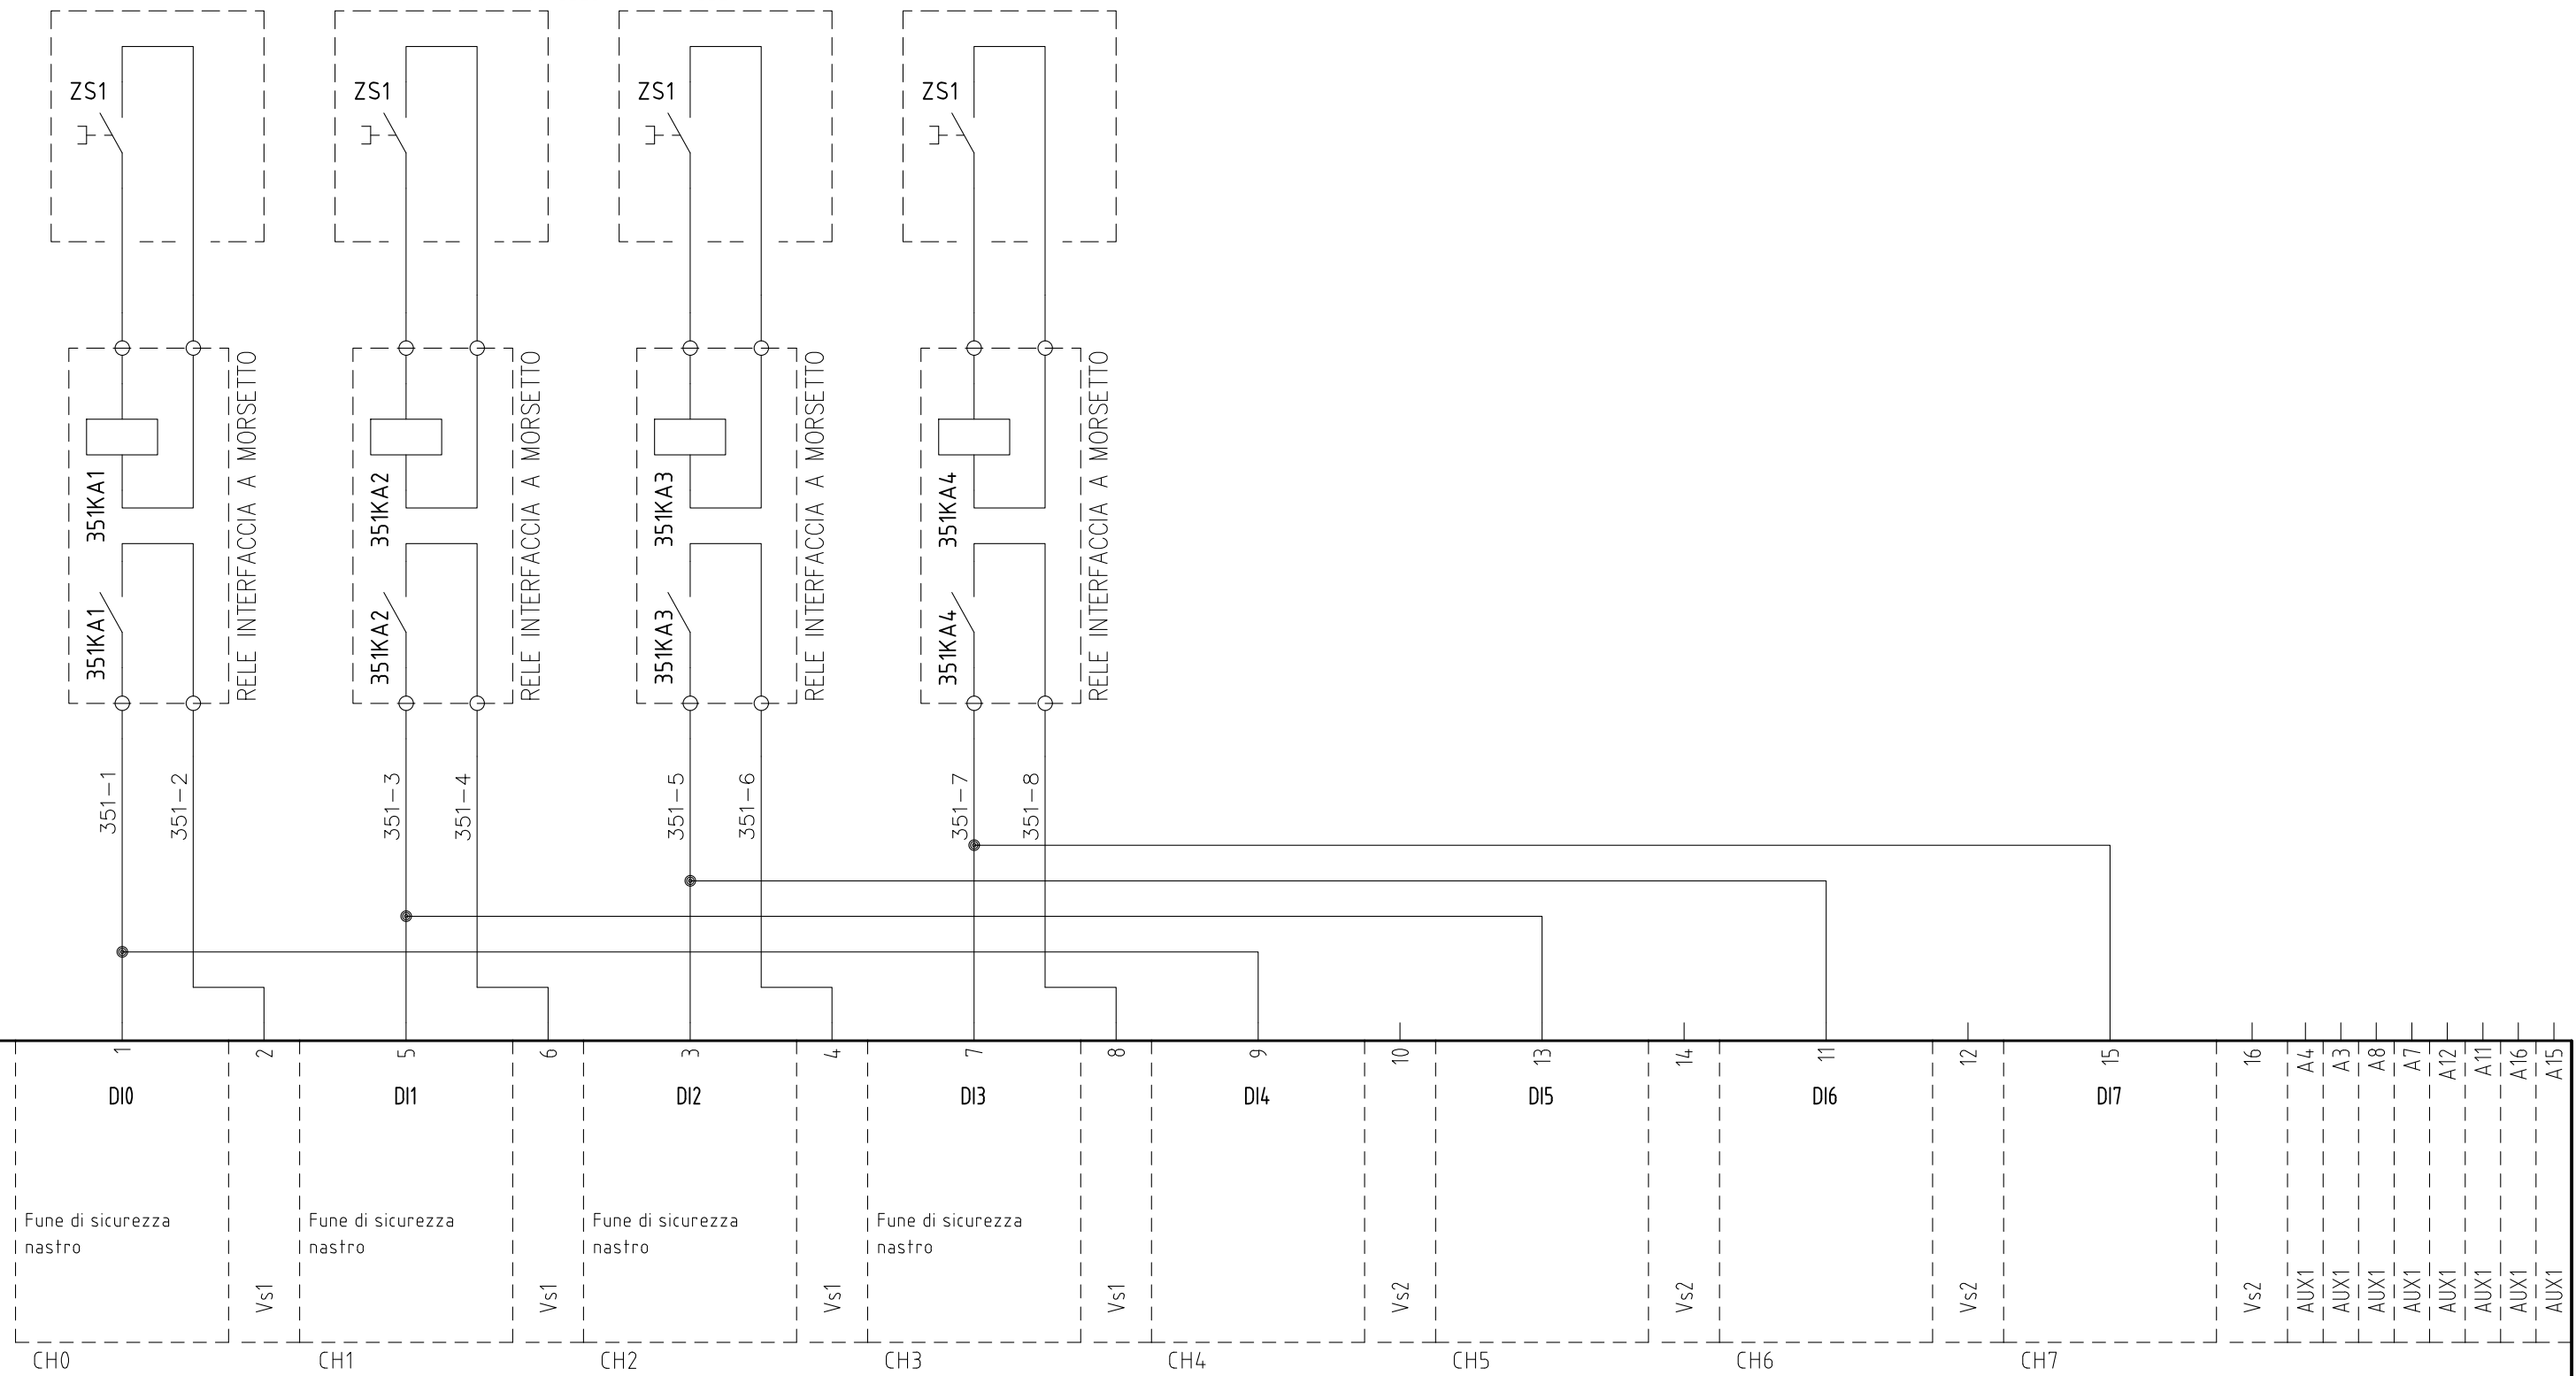 ZS1
ZS1
ZS1
ZS1
351KA1
RELE INTERFACCIA A MORSETTO
351KA2
RELE INTERFACCIA A MORSETTO
351KA3
RELE INTERFACCIA A MORSETTO
351KA4
RELE INTERFACCIA A MORSETTO
351KA1
351KA2
351KA3
351KA4
351-1
351-2
351-3
351-4
351-5
351-6
351-7
351-8
1
2
5
6
3
4
7
8
9
10
13
14
11
12
15
16
A4
A3
A8
A7
A12
A11
A16
A15
DI0
DI1
DI2
DI3
DI4
DI5
DI6
DI7
Fune di sicurezza
nastro
Fune di sicurezza
nastro
Fune di sicurezza
nastro
Fune di sicurezza
nastro
Vs1
Vs1
Vs1
Vs1
Vs2
Vs2
Vs2
Vs2
AUX1
AUX1
AUX1
AUX1
AUX1
AUX1
AUX1
AUX1
CH0
CH1
CH2
CH3
CH4
CH5
CH6
CH7